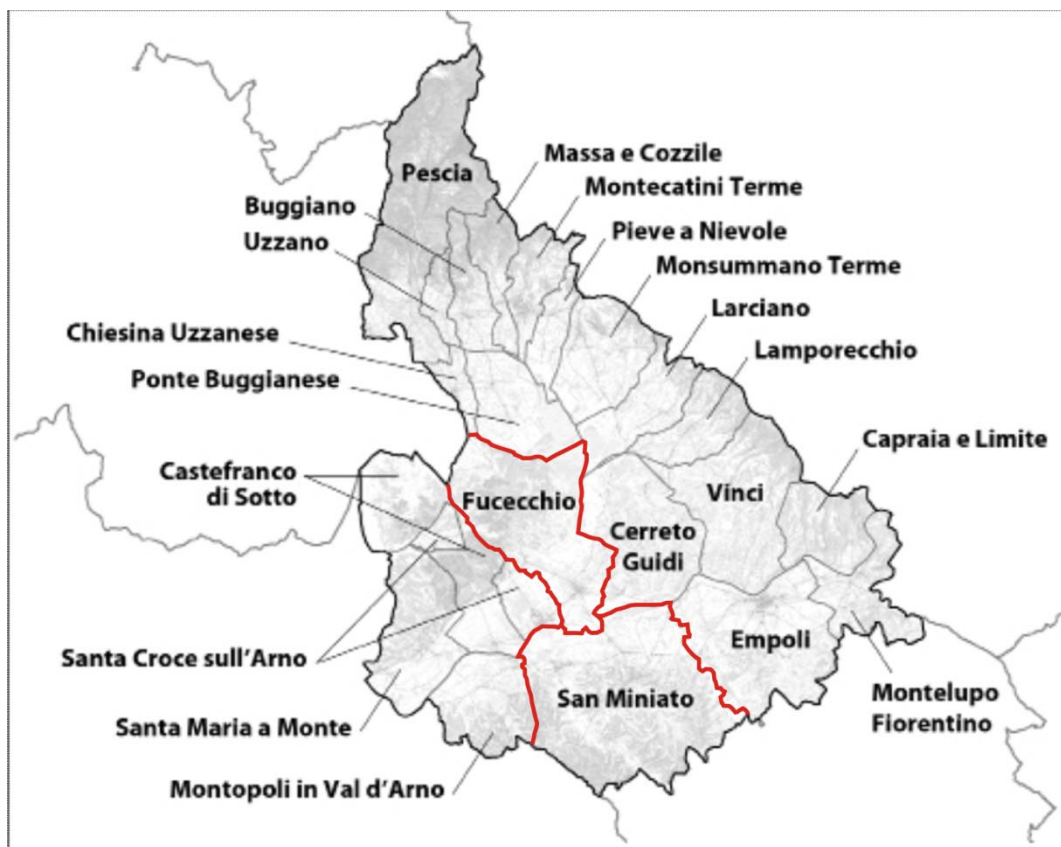 Massa e Cozzile
Pescia
Montecatini Terme
Buggiano
Pieve a Nievole
Uzzano
Monsummano Terme
Larciano
Chiesina Uzzanese
Lamporecchio
Ponte Buggianese
Capraia e Limite
Castefranco
di Sotto
Fucecchio
Vinci
Cerreto
Guidi
Empoli
Santa Croce sull'Arno
San Miniato
Montelupo
Fiorentino
Santa Maria a Monte
Montopoli in Val d'Arno